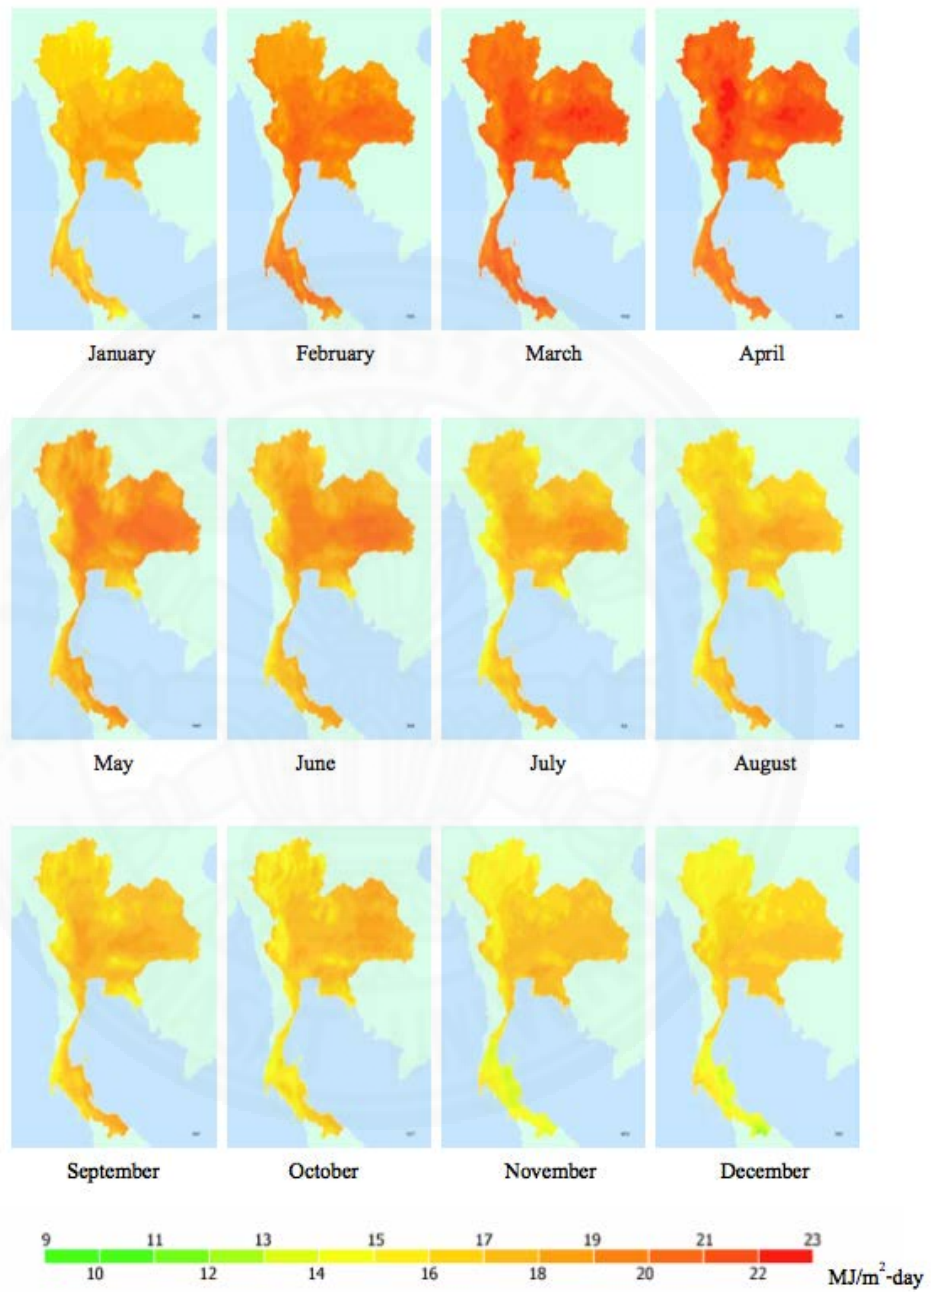 January February March April
May June July August
September October November December
9 11 13 15 17 19 21 23
10 12 14 16 18 20 22 MJ/m²-day